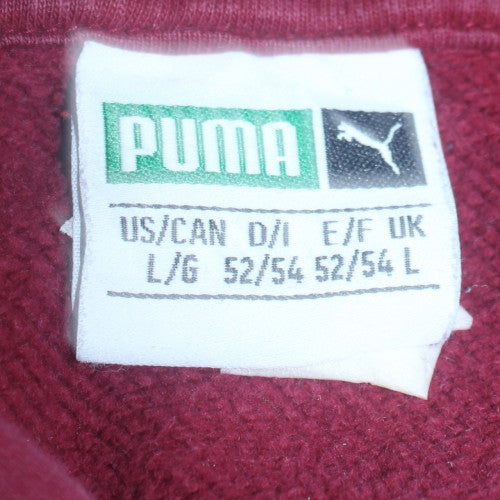 PUMA
US/CAN D/I E/F UK
L/G 52/54 52/54 L